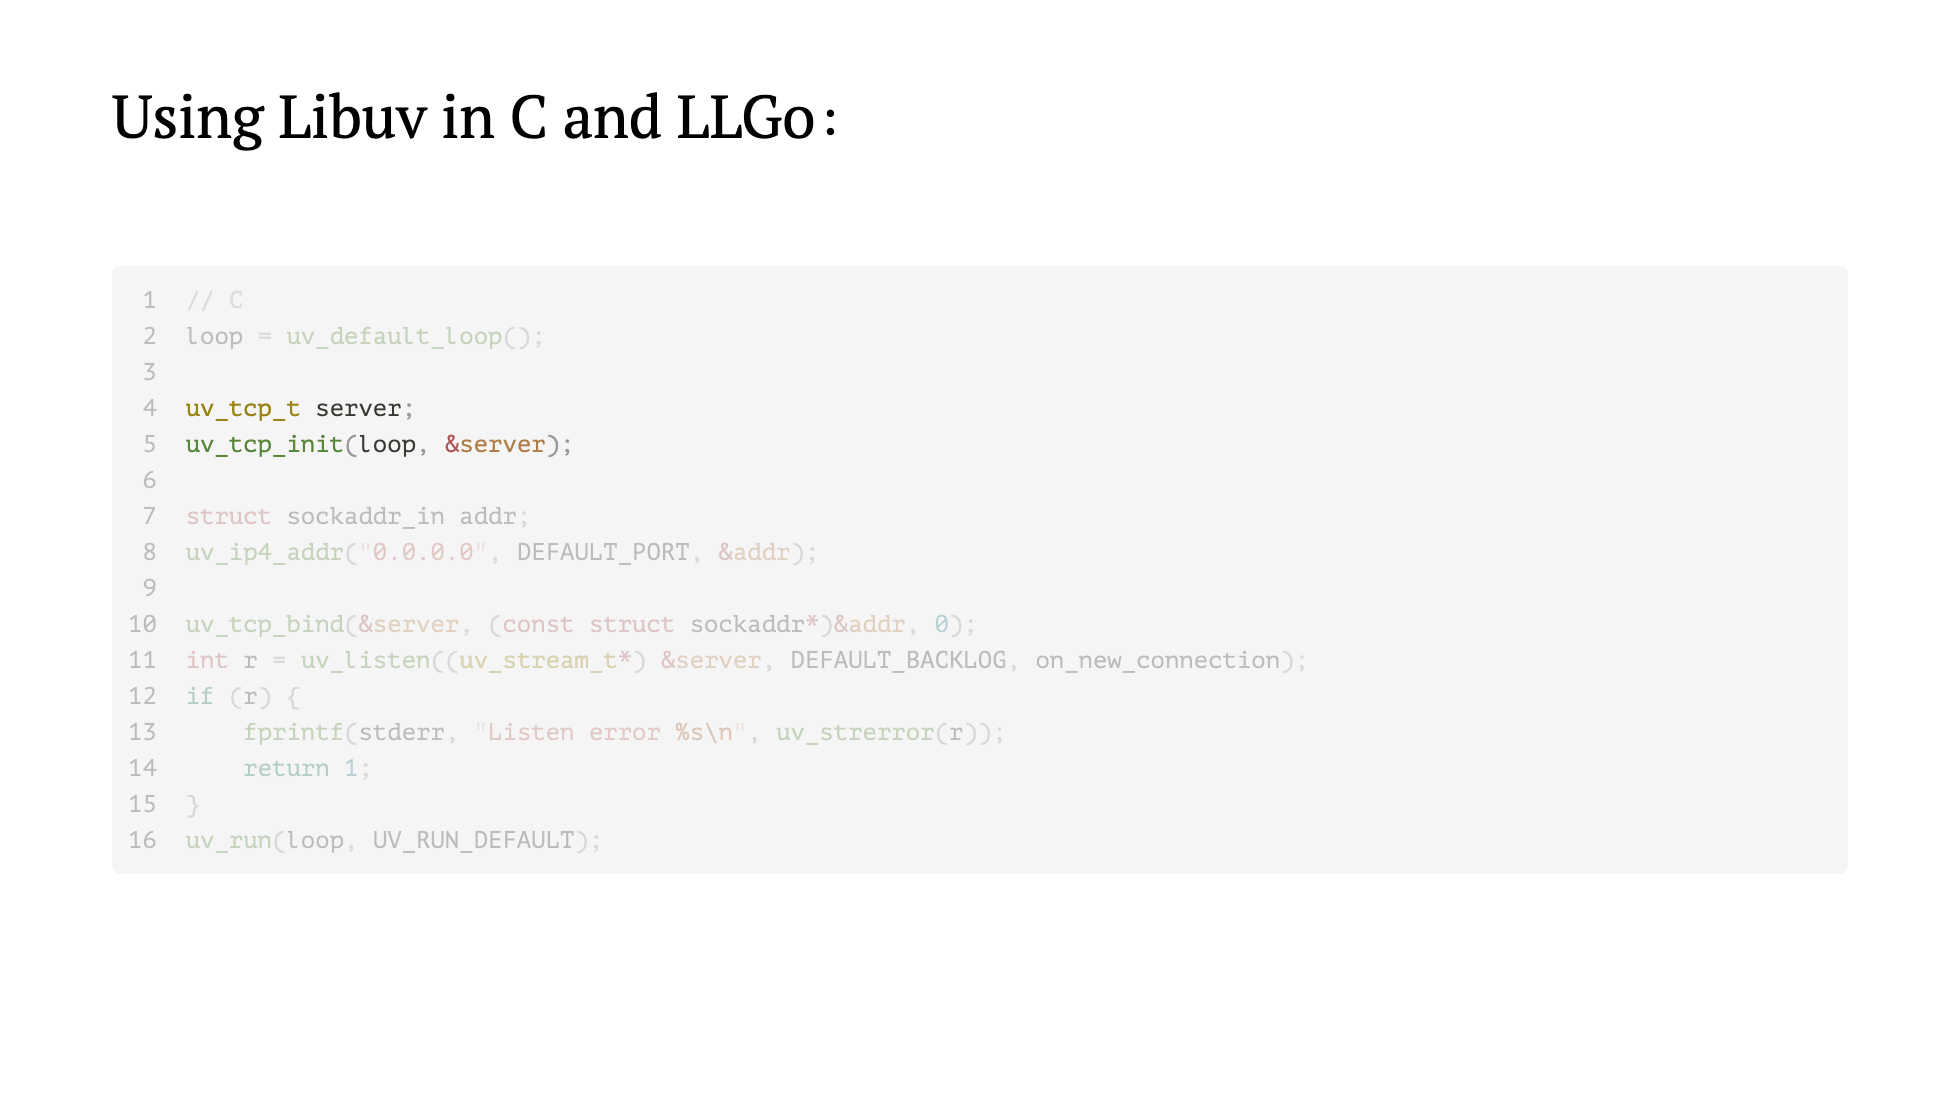 Using Libuv in C and LLGo：
1 // C
2 loop = uv_default_loop();
3
4 uv_tcp_t server;
5 uv_tcp_init(loop, &server);
6
7 struct sockaddr_in addr;
8 uv_ip4_addr("0.0.0.0", DEFAULT_PORT, &addr);
9
10 uv_tcp_bind(&server, (const struct sockaddr*)&addr, 0);
11 int r = uv_listen((uv_stream_t*) &server, DEFAULT_BACKLOG, on_new_connection);
12 if (r) {
13     fprintf(stderr, "Listen error %s\n", uv_strerror(r));
14     return 1;
15 }
16 uv_run(loop, UV_RUN_DEFAULT);